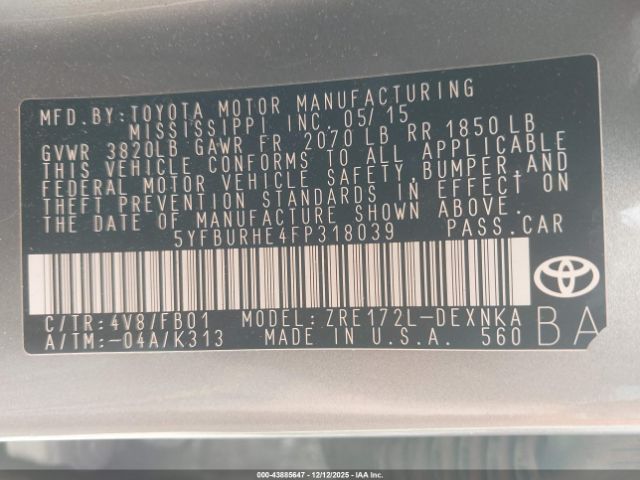 MFD. BY: TOYOTA MOTOR MANUFACTURING
MISSISSIPPI, INC. 05/15
GVWR 3820LB GAWR FR 2070 LB RR 1850 LB
THIS VEHICLE CONFORMS TO ALL APPLICABLE
FEDERAL MOTOR VEHICLE SAFETY, BUMPER, AND
THEFT PREVENTION STANDARDS IN EFFECT ON
THE DATE OF MANUFACTURE SHOWN ABOVE.
5YFBURHE4FP318039 PASS. CAR
C/TR: 4V8/FB01 MODEL: ZRE172L-DEXNKA
A/TM: -04A/K313 MADE IN U.S.A. 560
BA
000-43885647 - 12/12/2025 - IAA Inc.